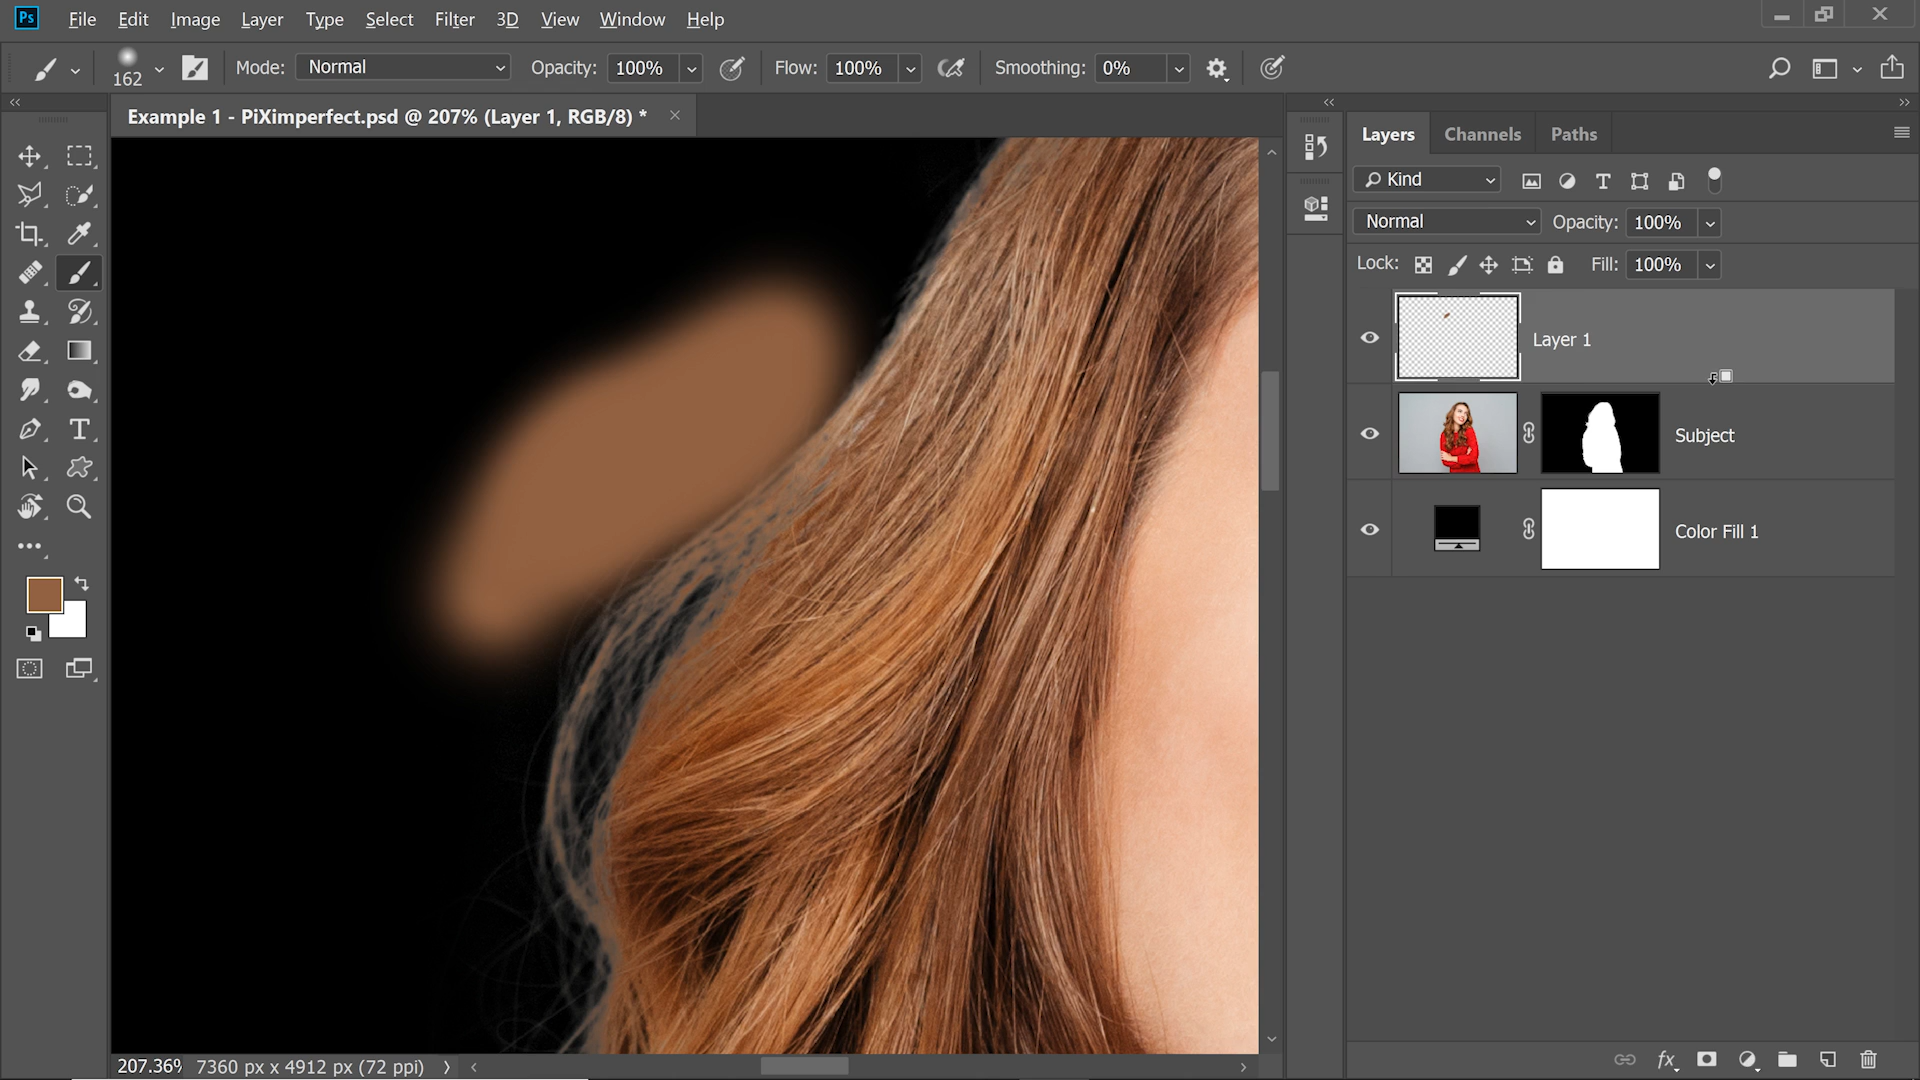 Ps File Edit Image Layer Type Select Filter 3D View Window Help
162 Mode: Normal Opacity: 100% Flow: 100% Smoothing: 0%
Example 1 - PiXimperfect.psd @ 207% (Layer 1, RGB/8) *
Layers Channels Paths
Kind
Normal Opacity: 100%
Lock: Fill: 100%
Layer 1
Subject
Color Fill 1
207.36% 7360 px x 4912 px (72 ppi)
fx